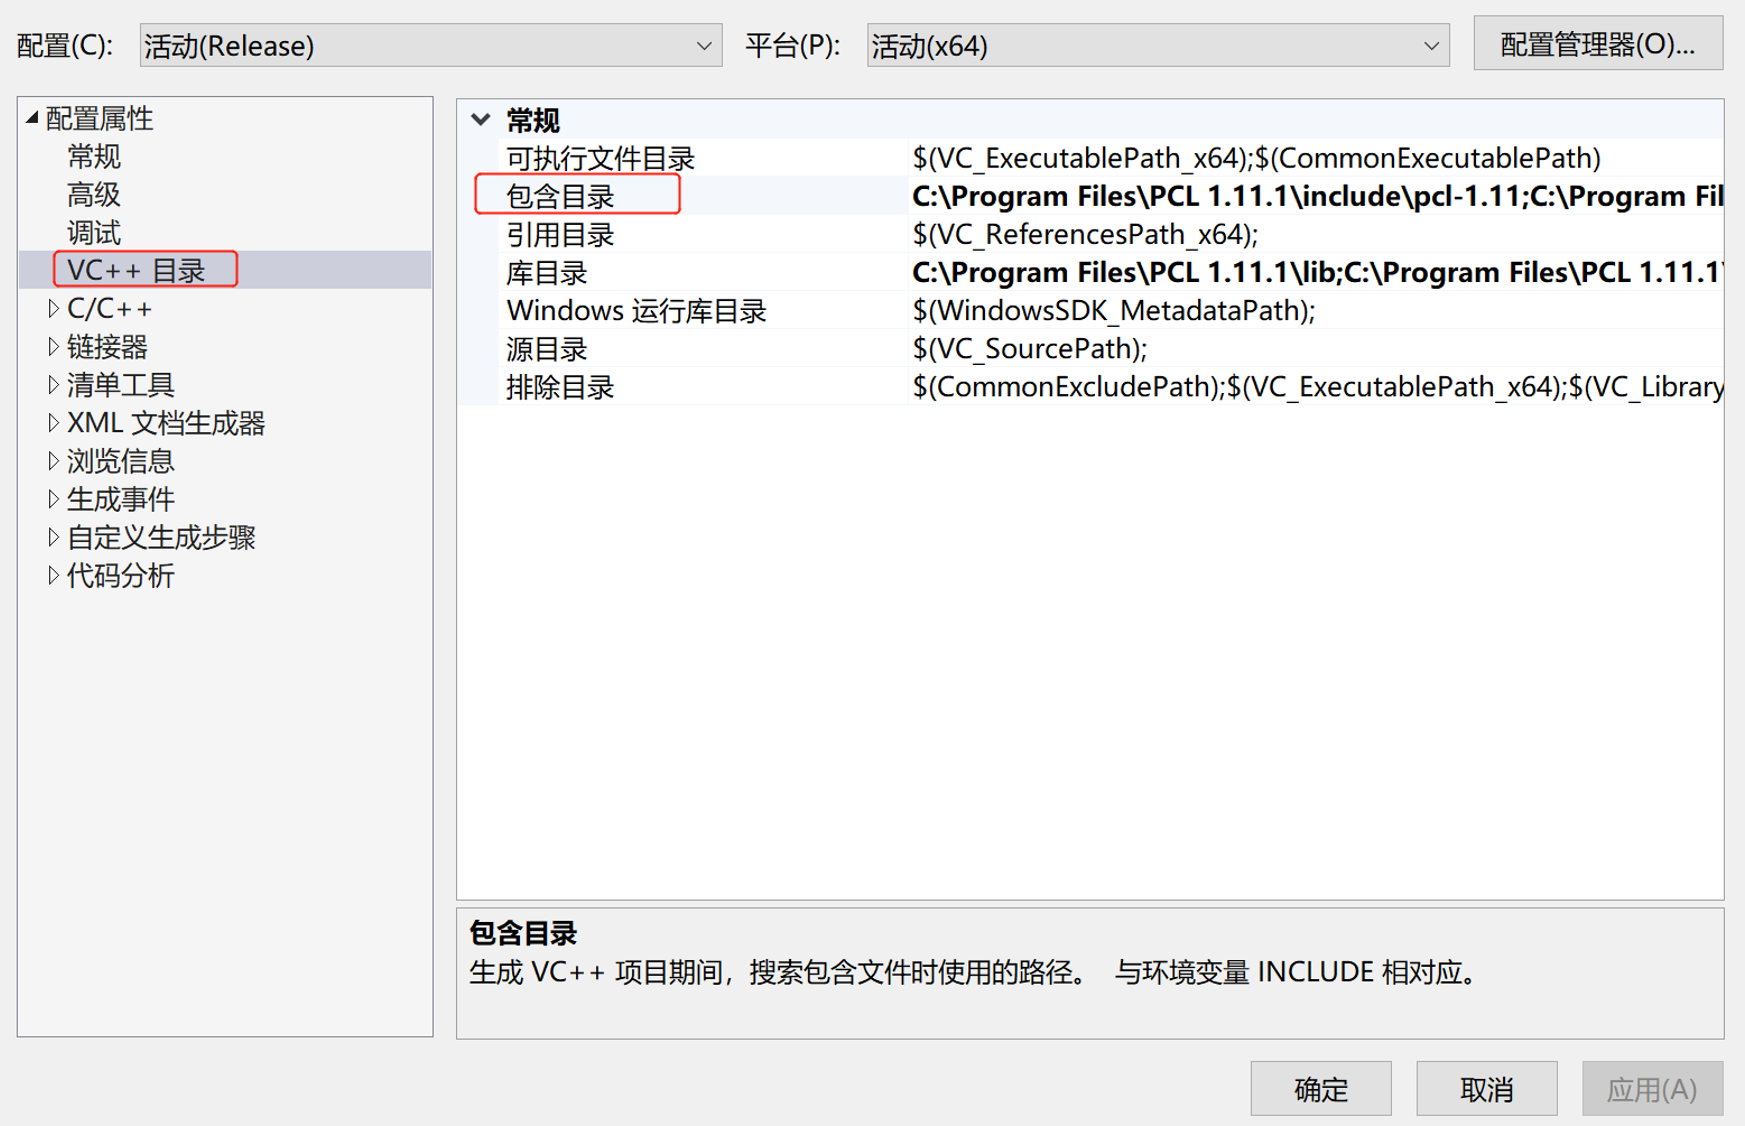 配置(C): 活动(Release) 平台(P): 活动(x64) 配置管理器(O)...
配置属性
常规
高级
调试
VC++ 目录
C/C++
链接器
清单工具
XML 文档生成器
浏览信息
生成事件
自定义生成步骤
代码分析
常规
可执行文件目录 $(VC_ExecutablePath_x64);$(CommonExecutablePath)
包含目录 C:\Program Files\PCL 1.11.1\include\pcl-1.11;C:\Program Fil
引用目录 $(VC_ReferencesPath_x64);
库目录 C:\Program Files\PCL 1.11.1\lib;C:\Program Files\PCL 1.11.1\
Windows 运行库目录 $(WindowsSDK_MetadataPath);
源目录 $(VC_SourcePath);
排除目录 $(CommonExcludePath);$(VC_ExecutablePath_x64);$(VC_Library
包含目录
生成 VC++ 项目期间，搜索包含文件时使用的路径。 与环境变量 INCLUDE 相对应。
确定 取消 应用(A)